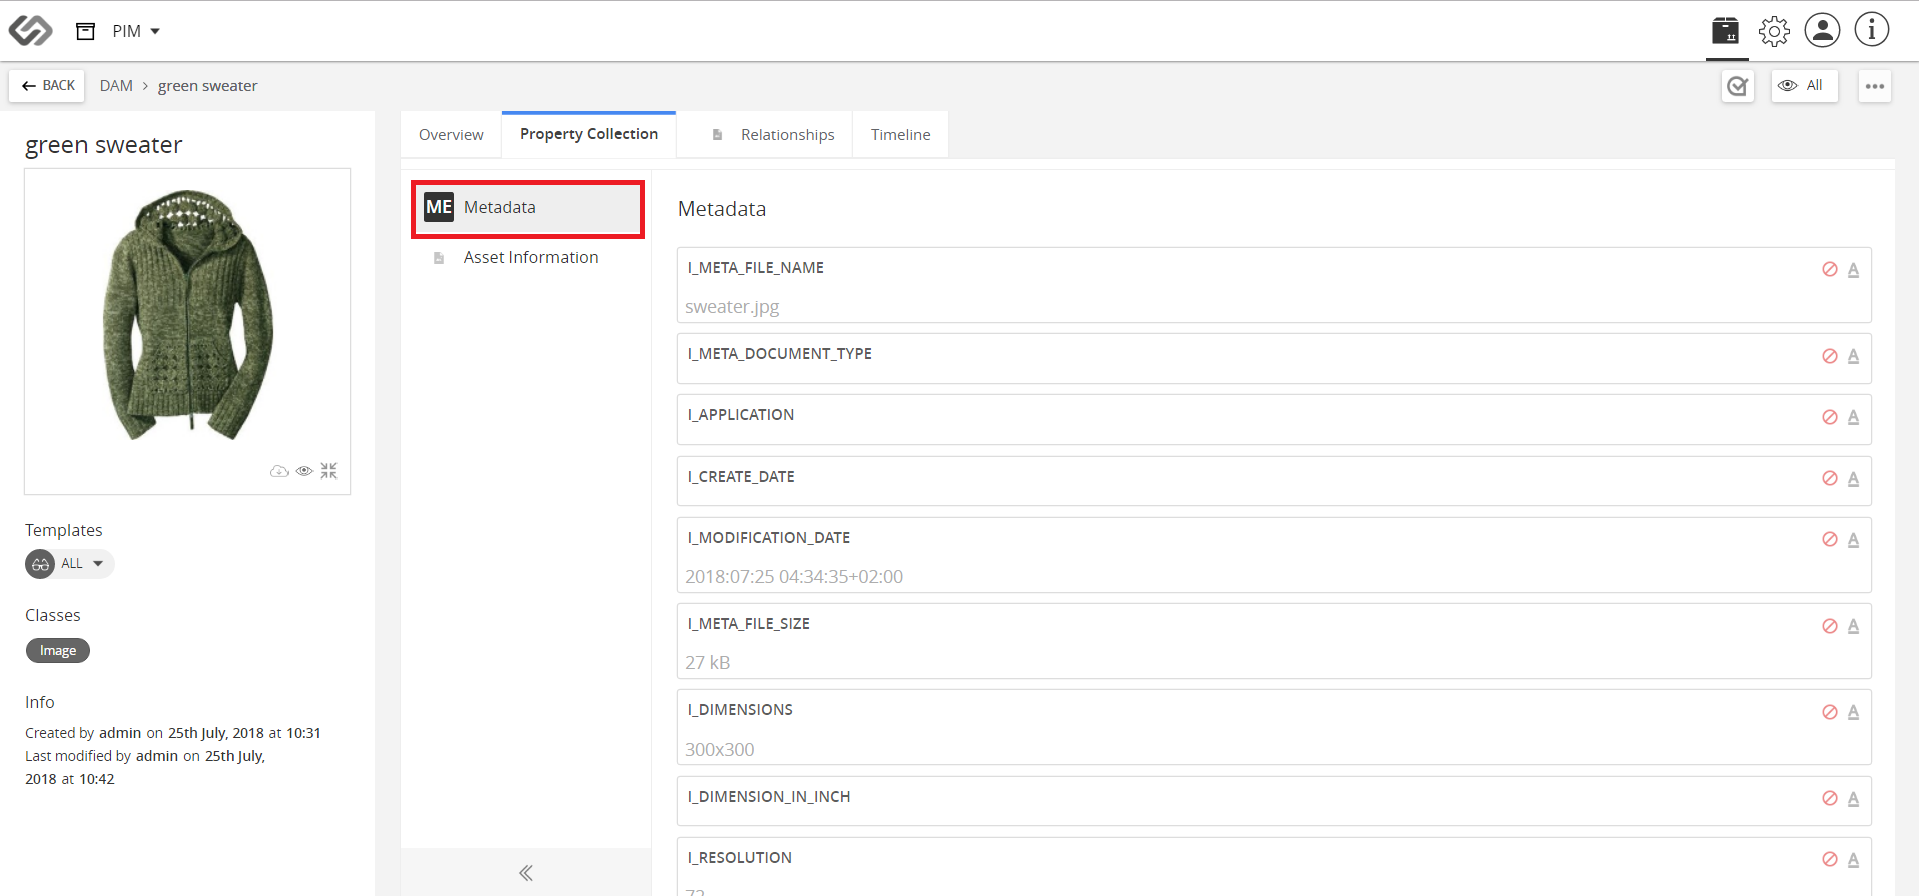 PIM
BACK
DAM > green sweater
All
green sweater
Templates
ALL
Classes
Image
Info
Created by admin on 25th July, 2018 at 10:31
Last modified by admin on 25th July,
2018 at 10:42
Overview
Property Collection
Relationships
Timeline
ME Metadata
Asset Information
Metadata
I_META_FILE_NAME
A
sweater.jpg
I_META_DOCUMENT_TYPE
A
I_APPLICATION
A
I_CREATE_DATE
A
I_MODIFICATION_DATE
A
2018:07:25 04:34:35+02:00
I_META_FILE_SIZE
A
27 kB
I_DIMENSIONS
A
300x300
I_DIMENSION_IN_INCH
A
I_RESOLUTION
A
72